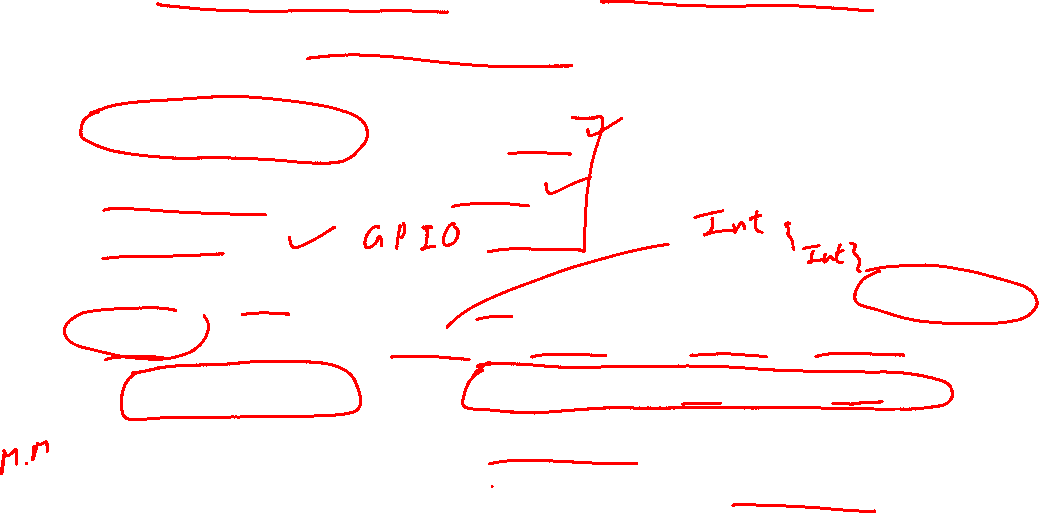 GPIO
Int {
Int}
M.M